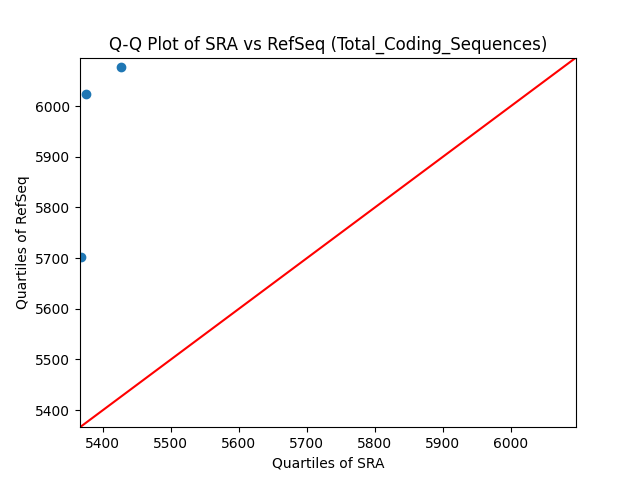 Q-Q Plot of SRA vs RefSeq (Total_Coding_Sequences)
Quartiles of RefSeq
6000
5900
5800
5700
5600
5500
5400
5400 5500 5600 5700 5800 5900 6000
Quartiles of SRA